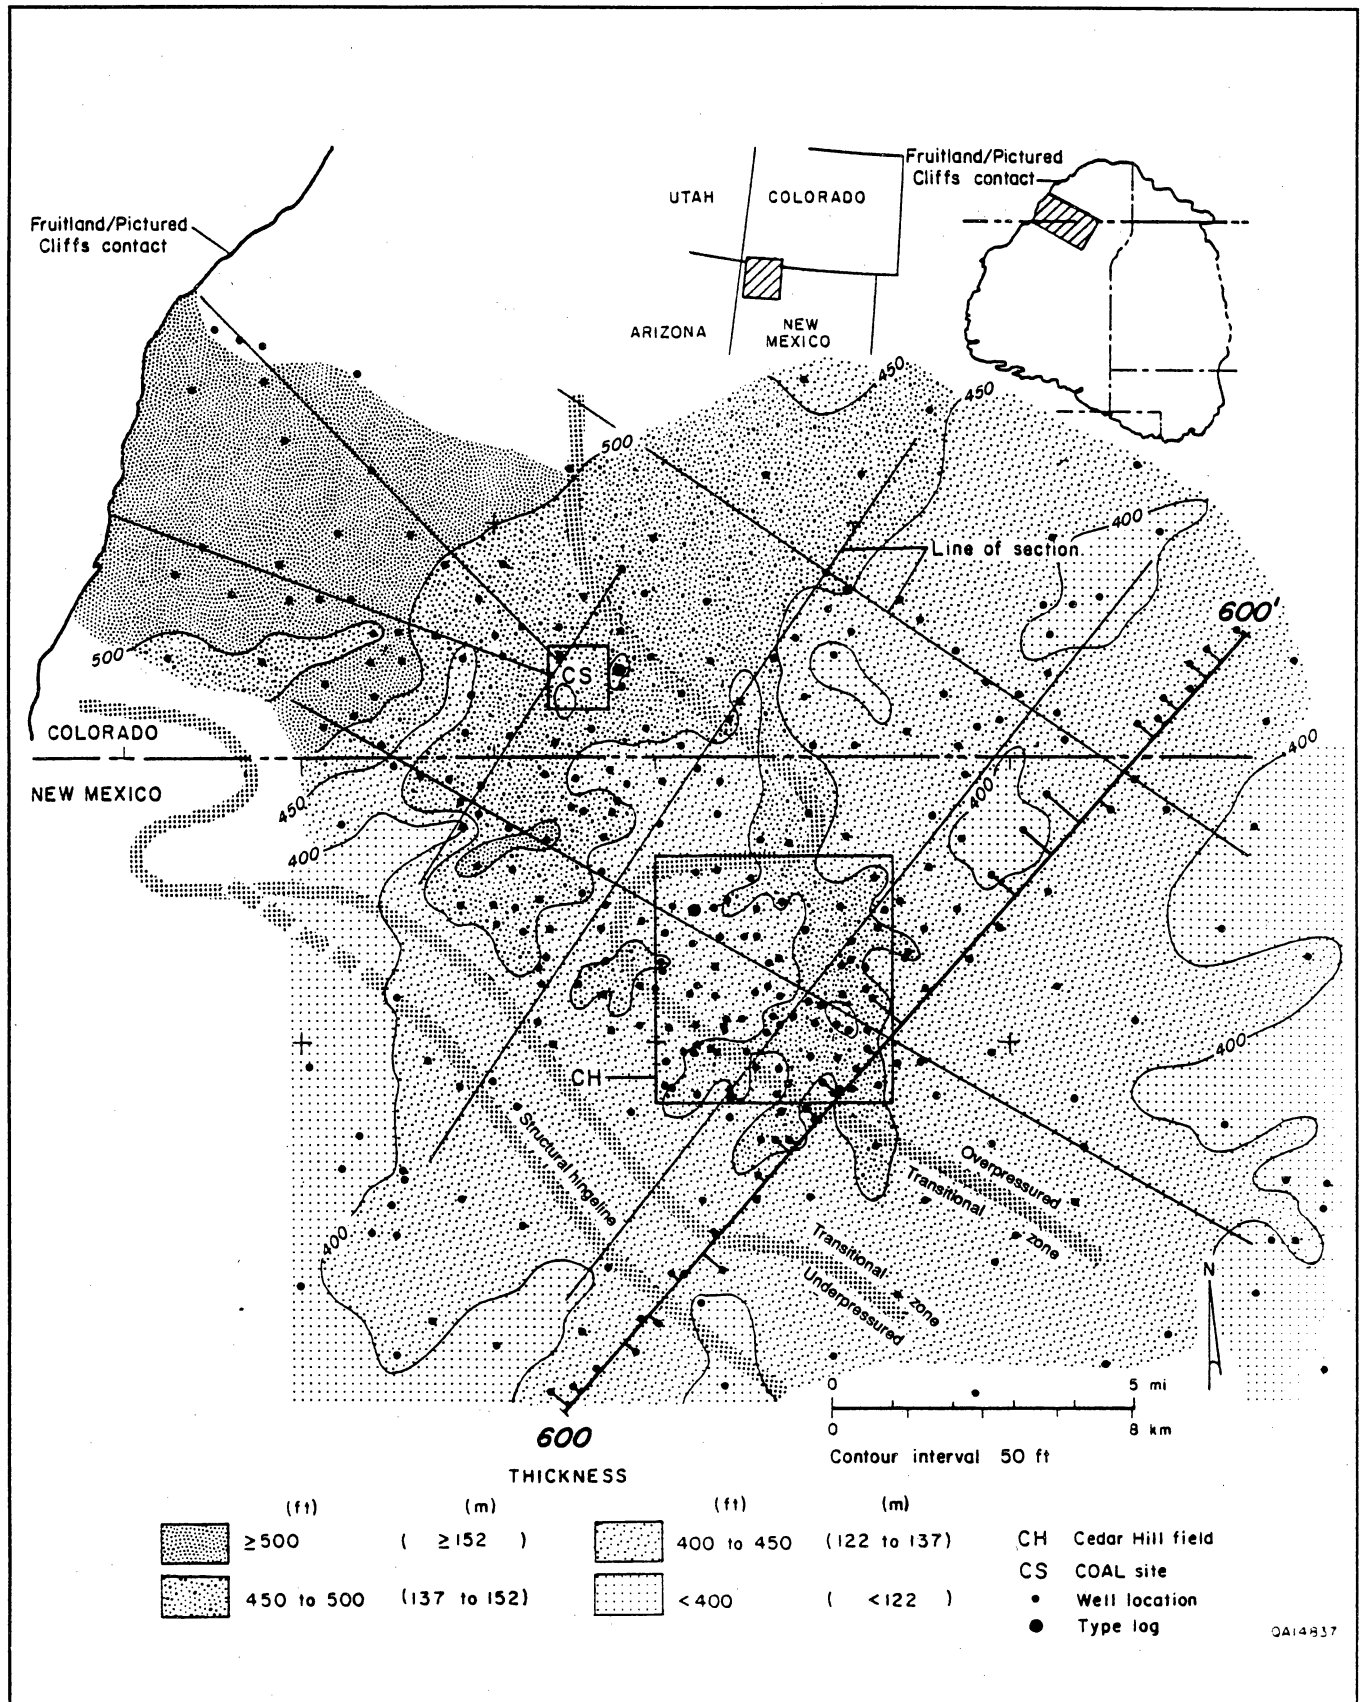 Fruitland/Pictured
Cliffs contact
UTAH
COLORADO
ARIZONA
NEW
MEXICO
Fruitland/Pictured
Cliffs contact
450
450
500
400
Line of section
600'
500
CS
COLORADO
NEW MEXICO
400
450
400
400
CH
400
Structural hingeline
Overpressured
Transitional
zone
Transitional
zone
Underpressured
400
N
600
0
5 mi
0
8 km
Contour interval 50 ft
THICKNESS
(ft)
(m)
(ft)
(m)
≥500
( ≥152 )
400 to 450
(122 to 137)
450 to 500
(137 to 152)
<400
( <122 )
CH Cedar Hill field
CS COAL site
Well location
Type log
QA14837